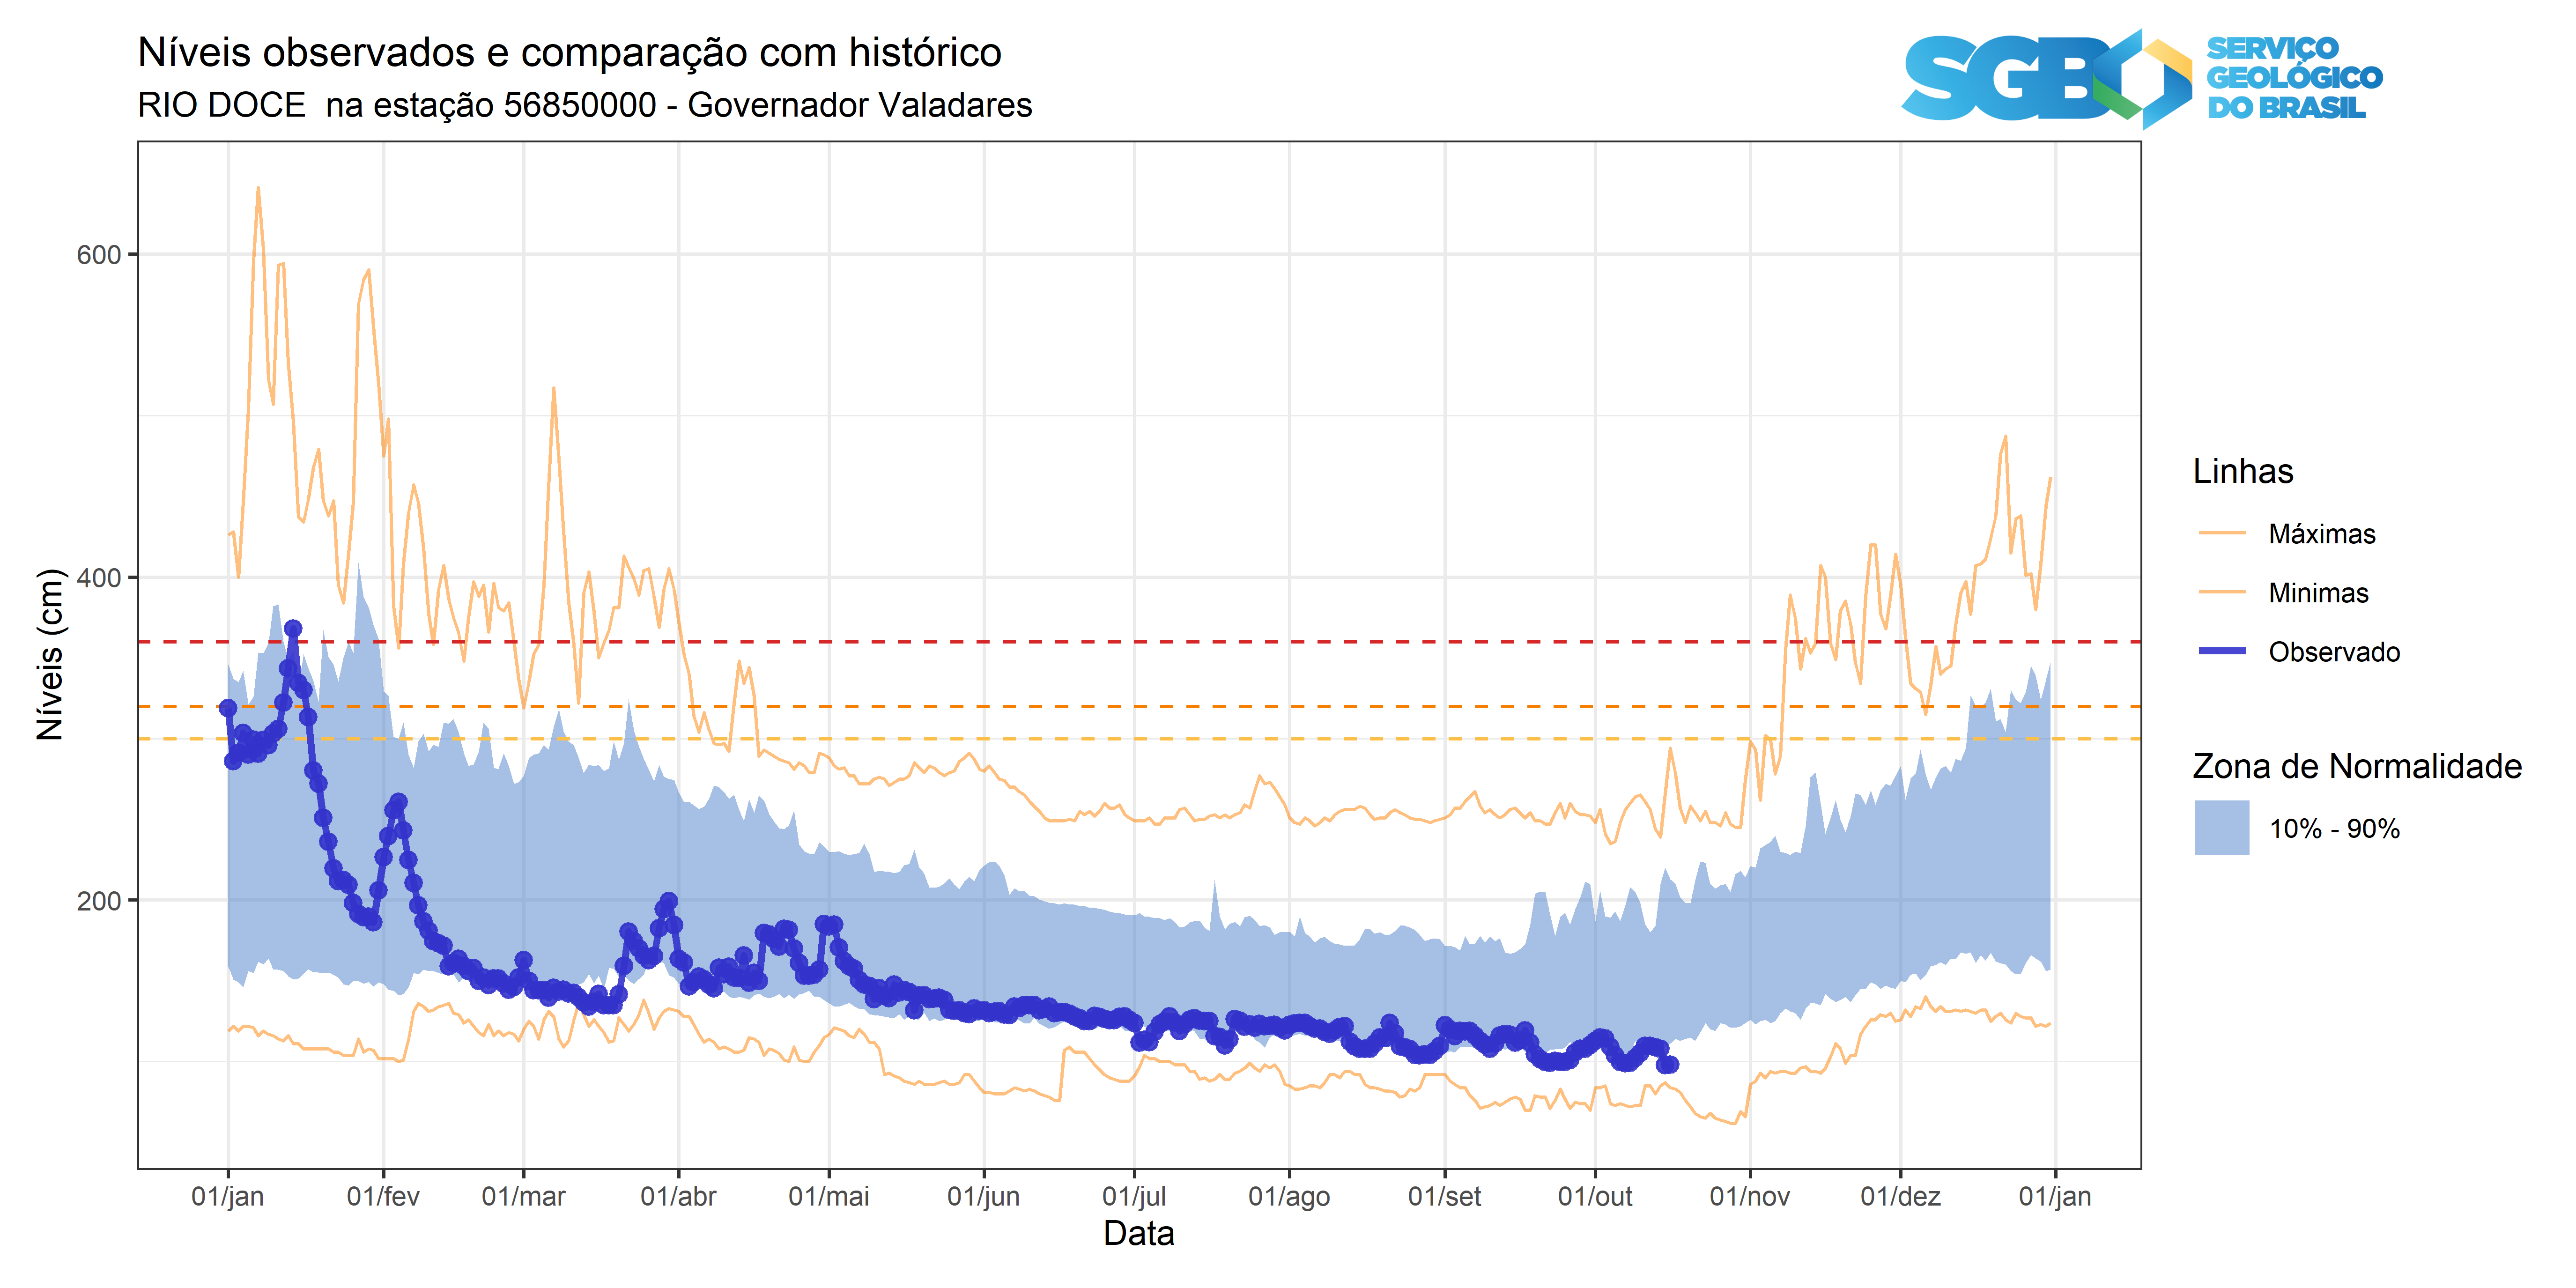 Níveis observados e comparação com histórico
RIO DOCE  na estação 56850000 - Governador Valadares
SGB
SERVIÇO
GEOLÓGICO
DO BRASIL
Níveis (cm)
600
400
200
01/jan 01/fev 01/mar 01/abr 01/mai 01/jun 01/jul 01/ago 01/set 01/out 01/nov 01/dez 01/jan
Data
Linhas
Máximas
Minimas
Observado
Zona de Normalidade
10% - 90%